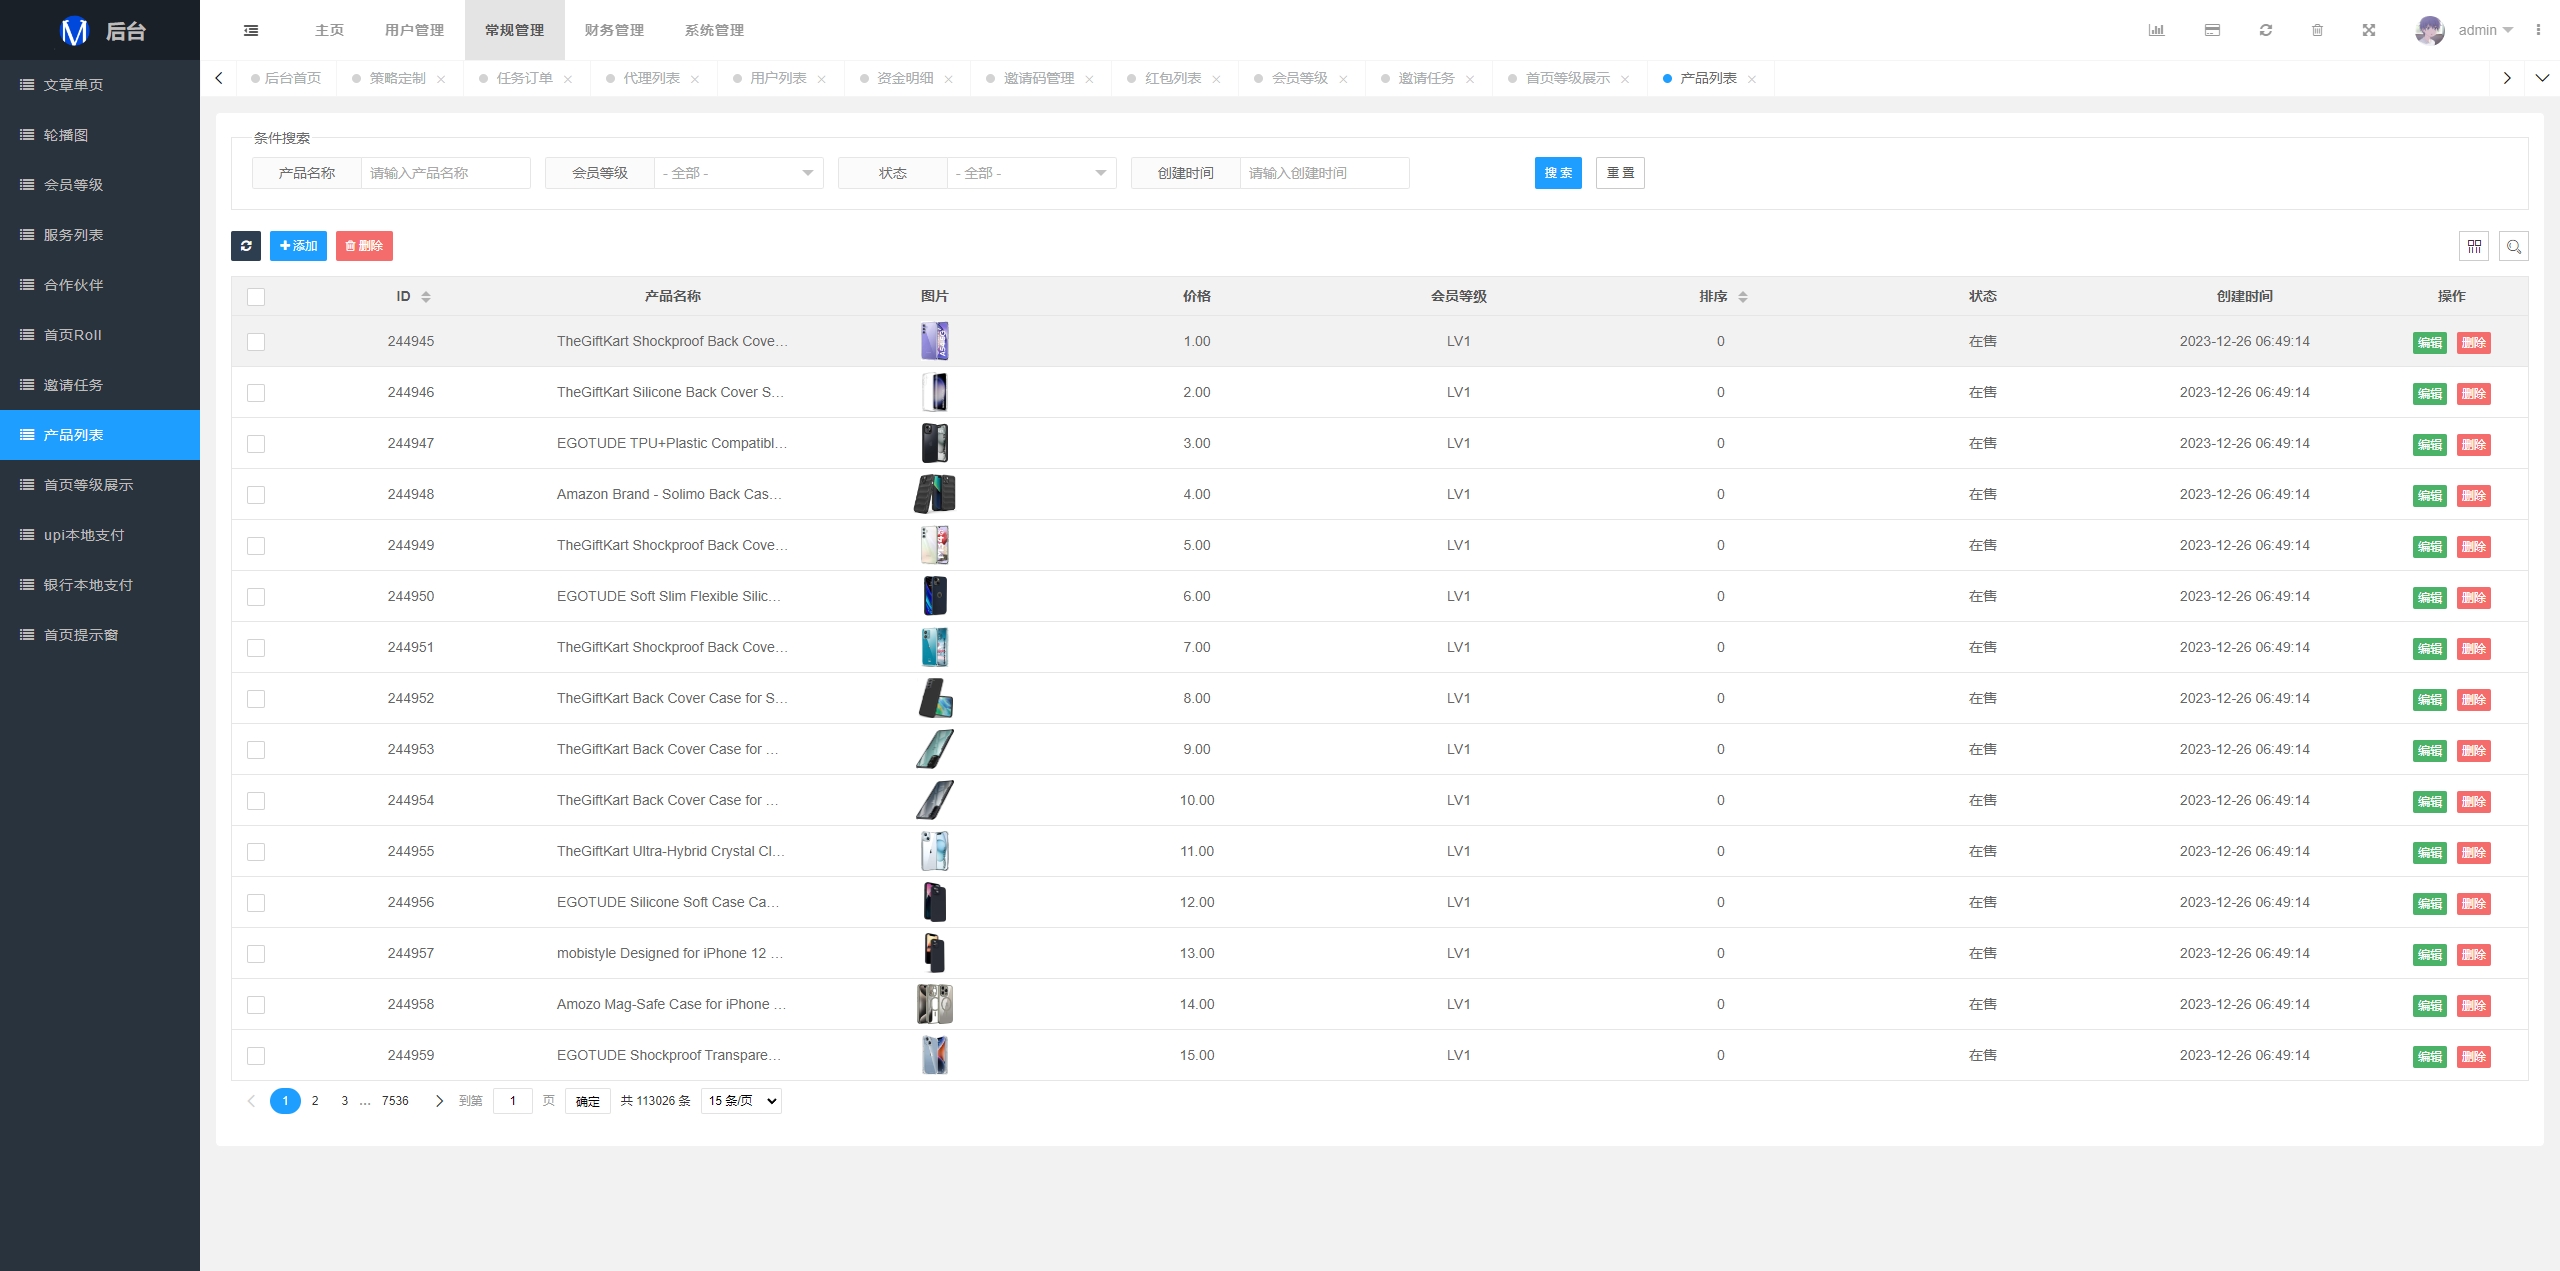 后台
主页 用户管理 常规管理 财务管理 系统管理 admin
后台首页 策略定制 任务订单 代理列表 用户列表 资金明细 邀请码管理 红包列表 会员等级 邀请任务 首页等级展示 产品列表
文章单页
轮播图
会员等级
服务列表
合作伙伴
首页Roll
邀请任务
产品列表
首页等级展示
upi本地支付
银行本地支付
首页提示窗
条件搜索
产品名称 请输入产品名称 会员等级 - 全部 - 状态 - 全部 - 创建时间 请输入创建时间 搜索 重置
添加 删除
ID 产品名称 图片 价格 会员等级 排序 状态 创建时间 操作
244945 TheGiftKart Shockproof Back Cove... 1.00 LV1 0 在售 2023-12-26 06:49:14 编辑 删除
244946 TheGiftKart Silicone Back Cover S... 2.00 LV1 0 在售 2023-12-26 06:49:14 编辑 删除
244947 EGOTUDE TPU+Plastic Compatibl... 3.00 LV1 0 在售 2023-12-26 06:49:14 编辑 删除
244948 Amazon Brand - Solimo Back Cas... 4.00 LV1 0 在售 2023-12-26 06:49:14 编辑 删除
244949 TheGiftKart Shockproof Back Cove... 5.00 LV1 0 在售 2023-12-26 06:49:14 编辑 删除
244950 EGOTUDE Soft Slim Flexible Silic... 6.00 LV1 0 在售 2023-12-26 06:49:14 编辑 删除
244951 TheGiftKart Shockproof Back Cove... 7.00 LV1 0 在售 2023-12-26 06:49:14 编辑 删除
244952 TheGiftKart Back Cover Case for S... 8.00 LV1 0 在售 2023-12-26 06:49:14 编辑 删除
244953 TheGiftKart Back Cover Case for ... 9.00 LV1 0 在售 2023-12-26 06:49:14 编辑 删除
244954 TheGiftKart Back Cover Case for ... 10.00 LV1 0 在售 2023-12-26 06:49:14 编辑 删除
244955 TheGiftKart Ultra-Hybrid Crystal Cl... 11.00 LV1 0 在售 2023-12-26 06:49:14 编辑 删除
244956 EGOTUDE Silicone Soft Case Ca... 12.00 LV1 0 在售 2023-12-26 06:49:14 编辑 删除
244957 mobistyle Designed for iPhone 12 ... 13.00 LV1 0 在售 2023-12-26 06:49:14 编辑 删除
244958 Amozo Mag-Safe Case for iPhone ... 14.00 LV1 0 在售 2023-12-26 06:49:14 编辑 删除
244959 EGOTUDE Shockproof Transpare... 15.00 LV1 0 在售 2023-12-26 06:49:14 编辑 删除
1 2 3 ... 7536 到第 1 页 确定 共 113026 条 15 条/页